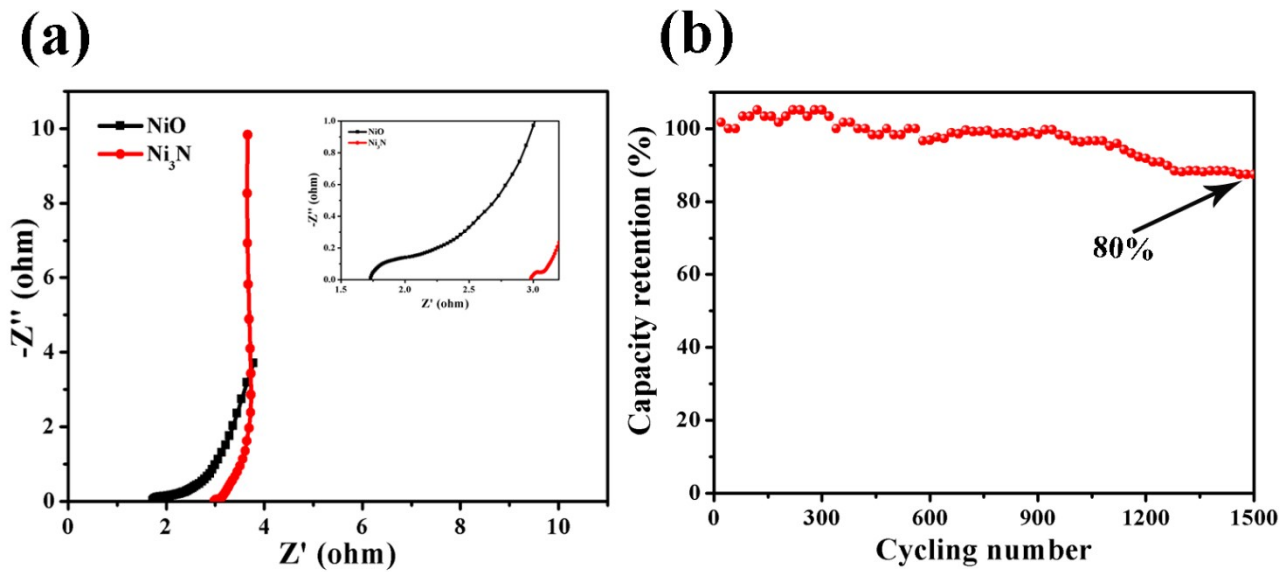 (a)
(b)
NiO
Ni₃N
10
8
6
4
2
0
-Z'' (ohm)
0 2 4 6 8 10
Z' (ohm)
1.0
0.8
0.6
0.4
0.2
0.0
-Z'' (ohm)
NiO
Ni₃N
1.5 2.0 2.5 3.0
Z' (ohm)
100
80
60
40
20
0
Capacity retention (%)
80%
0 300 600 900 1200 1500
Cycling number